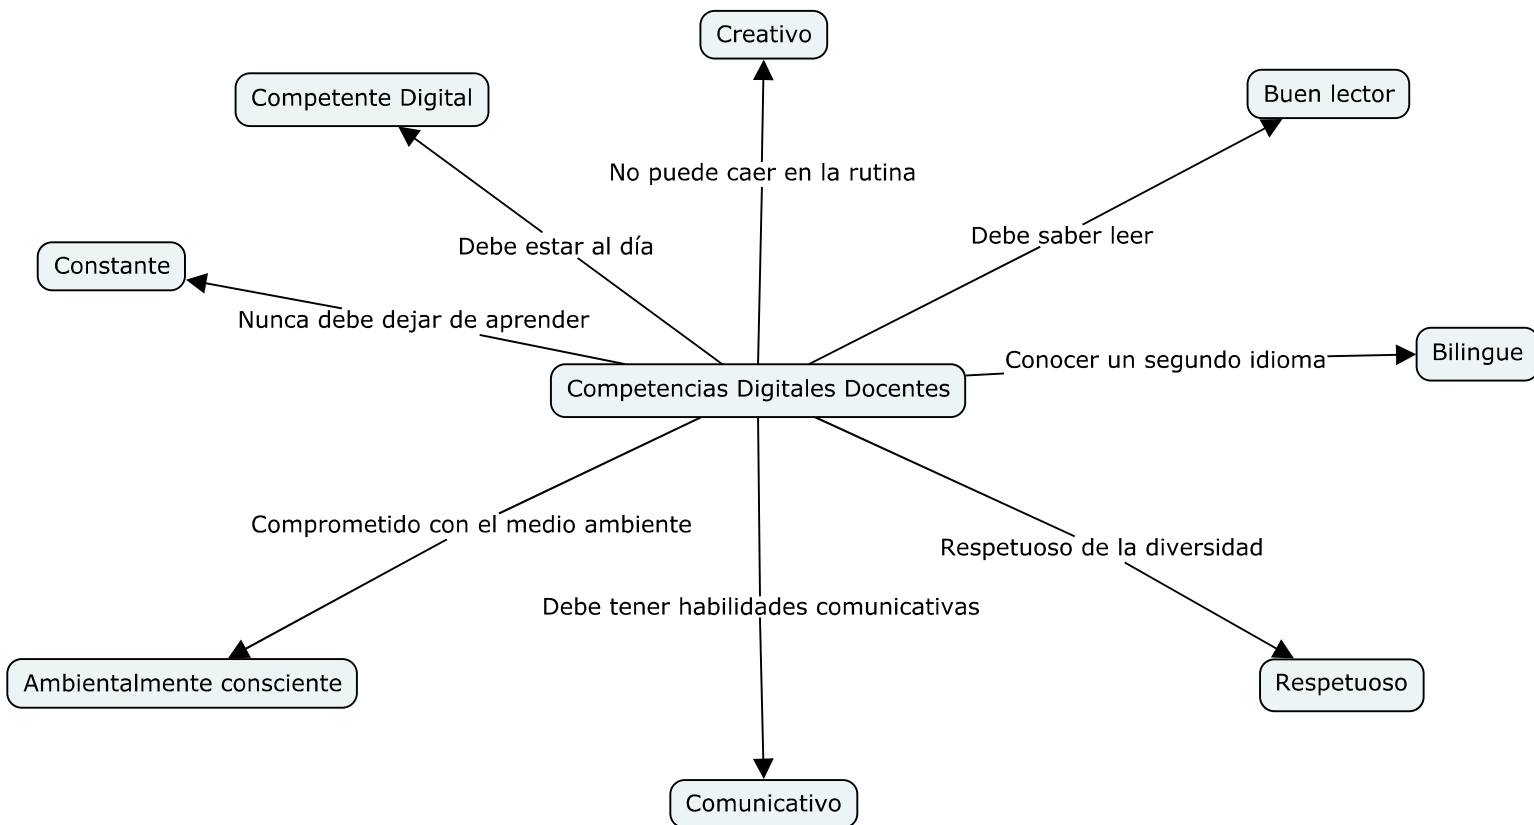 Creativo
Competente Digital
Buen lector
No puede caer en la rutina
Debe saber leer
Debe estar al día
Constante
Nunca debe dejar de aprender
Bilingue
Conocer un segundo idioma
Competencias Digitales Docentes
Comprometido con el medio ambiente
Respetuoso de la diversidad
Debe tener habilidades comunicativas
Ambientalmente consciente
Respetuoso
Comunicativo